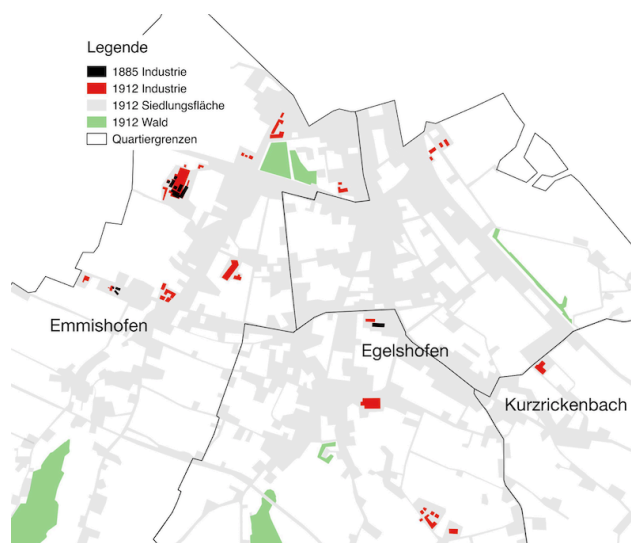 Legende
1885 Industrie
1912 Industrie
1912 Siedlungsfläche
1912 Wald
Quartiergrenzen
Emmishofen
Egelshofen
Kurzrickenbach